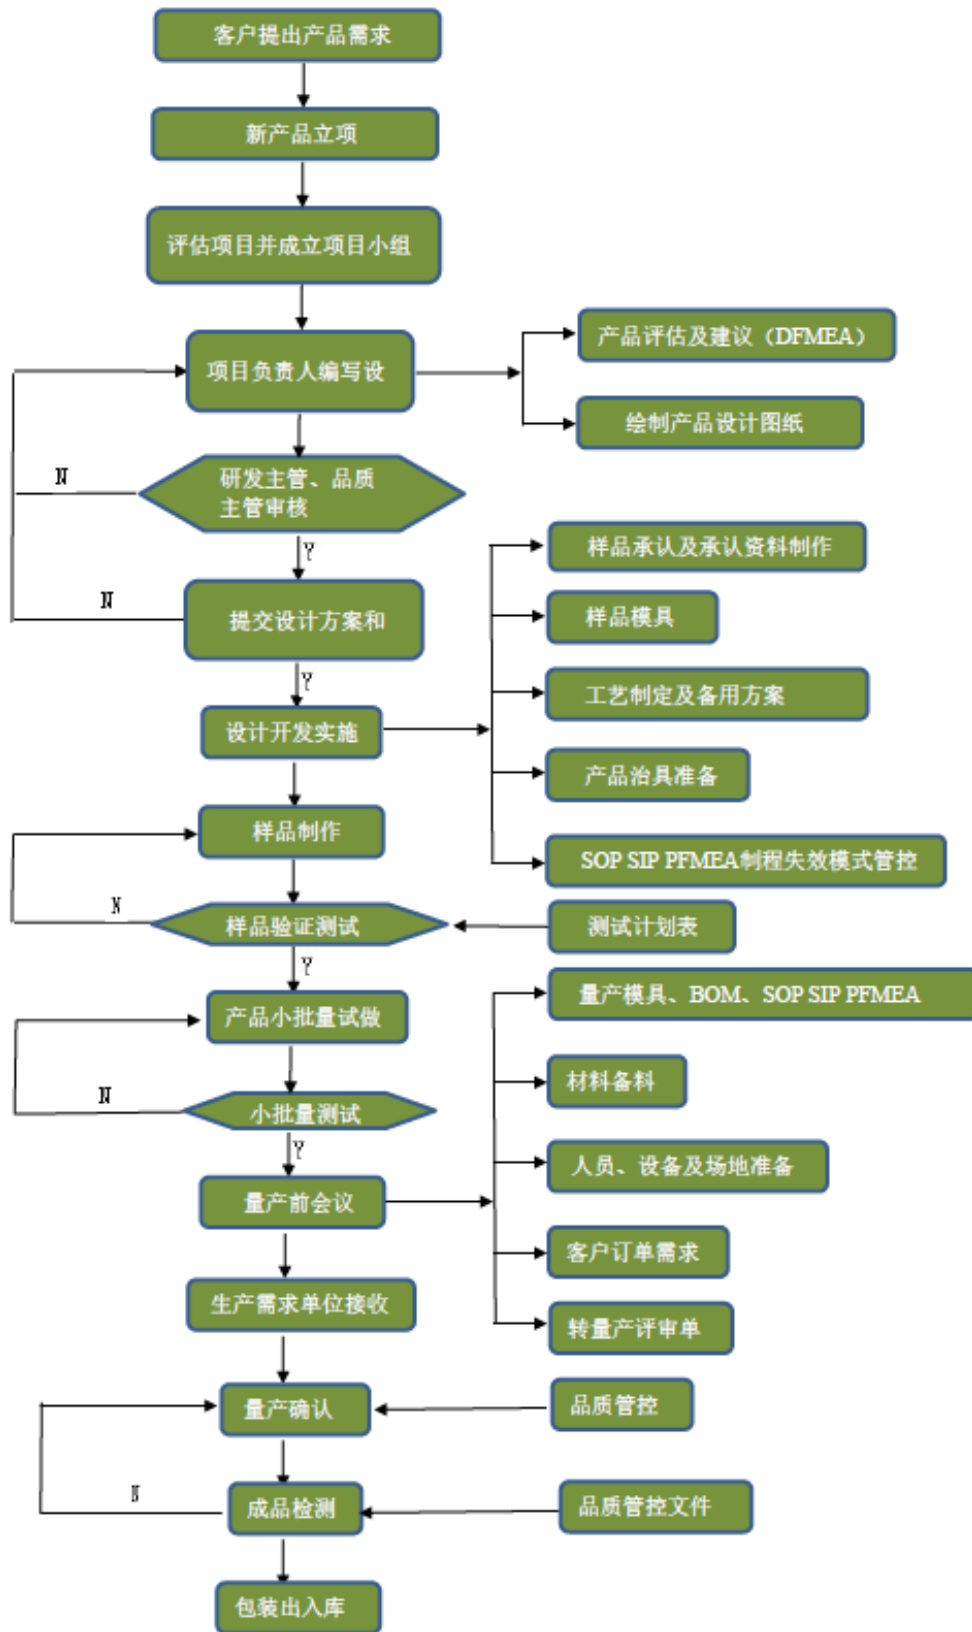 客户提出产品需求
新产品立项
评估项目并成立项目小组
项目负责人编写设
产品评估及建议（DFMEA）
绘制产品设计图纸
N
研发主管、品质
主管审核
Y
样品承认及承认资料制作
N
提交设计方案和
样品模具
Y
工艺制定及备用方案
设计开发实施
产品治具准备
样品制作
SOP SIP PFMEA制程失效模式管控
N
样品验证测试
测试计划表
Y
量产模具、BOM、SOP SIP PFMEA
产品小批量试做
材料备料
N
小批量测试
Y
人员、设备及场地准备
量产前会议
客户订单需求
生产需求单位接收
转量产评审单
量产确认
品质管控
N
成品检测
品质管控文件
包装出入库